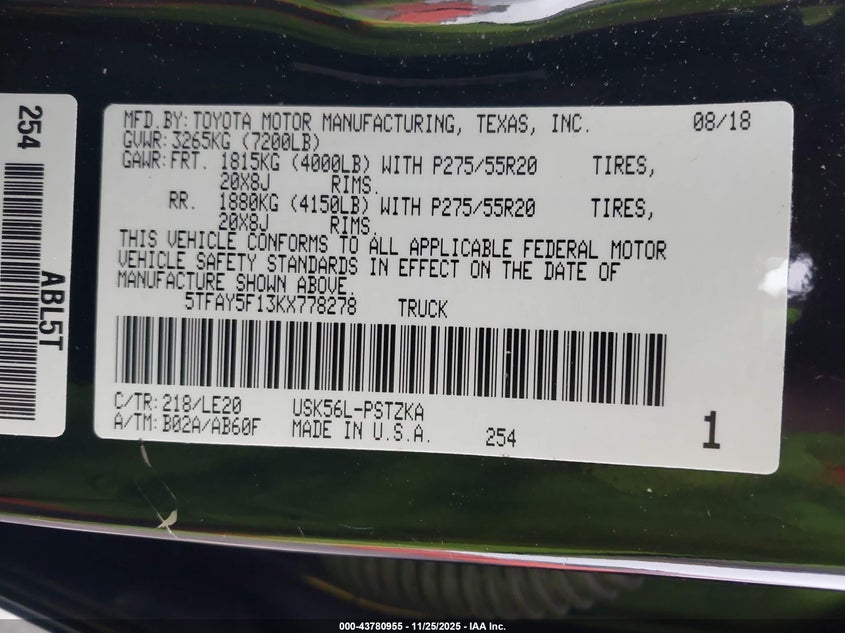 254
ABL5T
MFD.BY:TOYOTA MOTOR MANUFACTURING, TEXAS, INC. 08/18
GVWR:3265KG (7200LB)
GAWR:FRT. 1815KG (4000LB) WITH P275/55R20 TIRES,
20X8J RIMS.
RR. 1880KG (4150LB) WITH P275/55R20 TIRES,
20X8J RIMS.
THIS VEHICLE CONFORMS TO ALL APPLICABLE FEDERAL MOTOR
VEHICLE SAFETY STANDARDS IN EFFECT ON THE DATE OF
MANUFACTURE SHOWN ABOVE.
5TFAY5F13KX778278 TRUCK
C/TR:218/LE20 USK56L-PSTZKA
A/TM:B02A/AB60F MADE IN U.S.A. 254 1
000-43780955 - 11/25/2025 - IAA Inc.